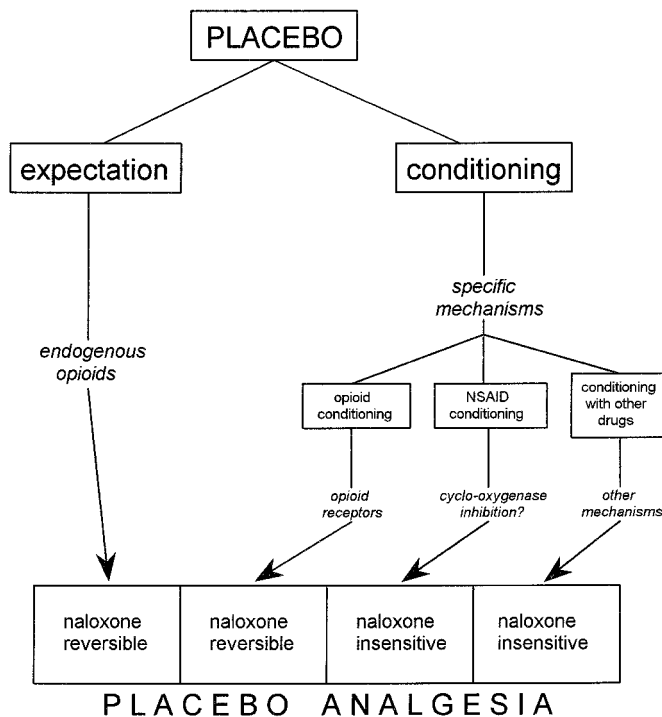 PLACEBO
expectation
conditioning
specific
mechanisms
endogenous
opioids
opioid
conditioning
NSAID
conditioning
conditioning
with other
drugs
opioid
receptors
cyclo-oxygenase
inhibition?
other
mechanisms
naloxone
reversible
naloxone
reversible
naloxone
insensitive
naloxone
insensitive
PLACEBO ANALGESIA